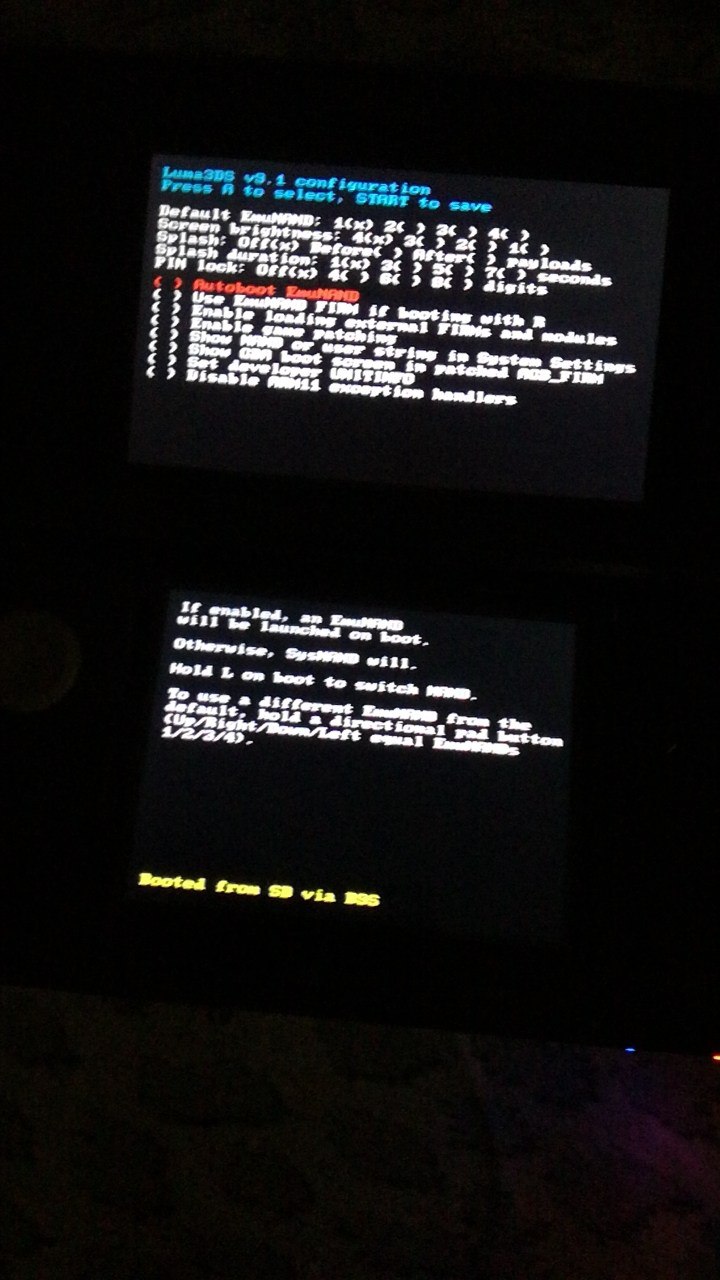 Luma3DS v9.1 configuration
Press A to select, START to save
Default EmuNAND: 1(x) 2( ) 3( ) 4( )
Screen brightness: 4(x) 3( ) 2( ) 1( )
Splash: Off(x) Before( ) After( ) payloads
Splash duration: 1(x) 3( ) 5( ) 7( ) seconds
PIN lock: Off(x) 4( ) 6( ) 8( ) digits
( ) Autoboot EmuNAND
( ) Use EmuNAND FIRM if booting with R
( ) Enable loading external FIRMs and modules
( ) Enable game patching
( ) Show NAND or user string in System Settings
( ) Show GBA boot screen in patched AGB_FIRM
( ) Set developer UNITINFO
( ) Disable ARM11 exception handlers
If enabled, an EmuNAND
will be launched on boot.
Otherwise, SysNAND will.
Hold L on boot to switch NAND.
To use a different EmuNAND from the
default, hold a directional pad button
(Up/Right/Down/Left equal EmuNANDs
1/2/3/4).
Booted from SD via B9S